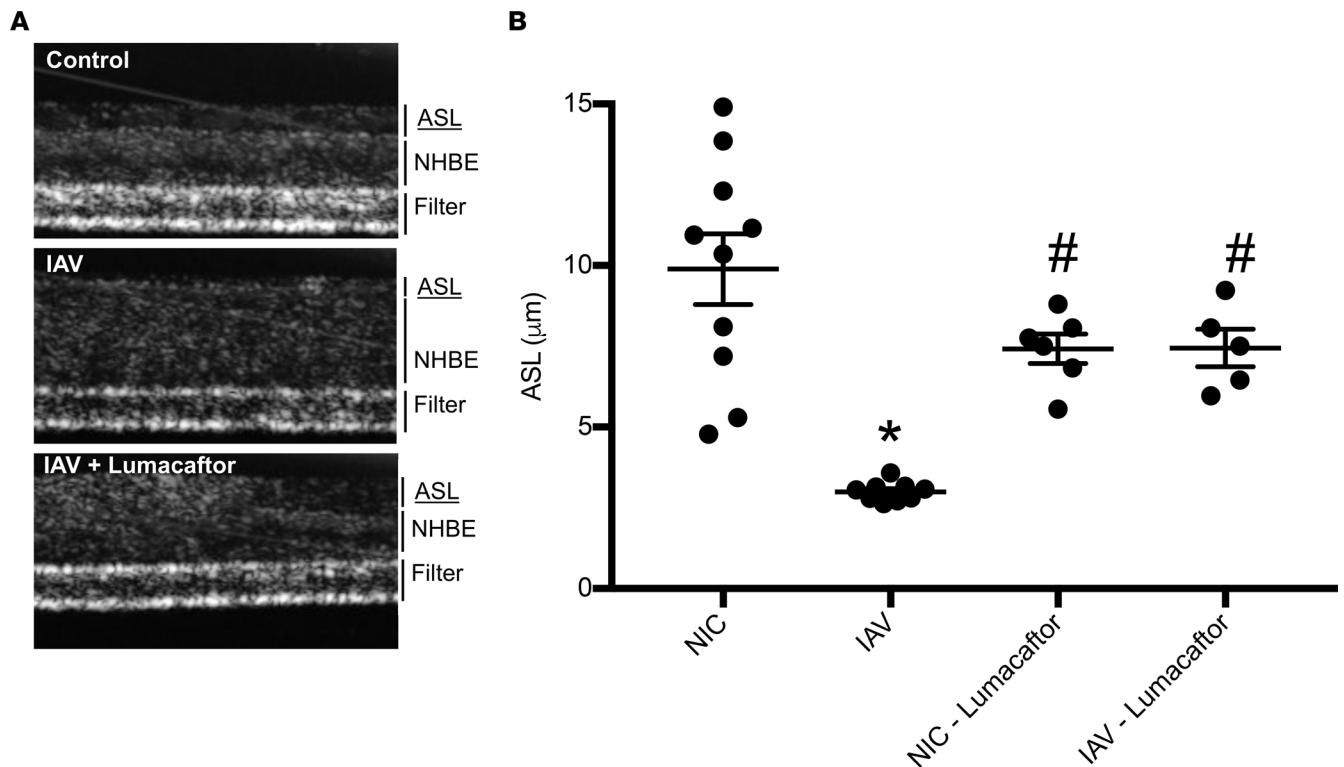 A
Control
ASL
NHBE
Filter
IAV
ASL
NHBE
Filter
IAV + Lumacaftor
ASL
NHBE
Filter
B
15
10
5
0
ASL (μm)
*
#
#
NIC
IAV
NIC - Lumacaftor
IAV - Lumacaftor